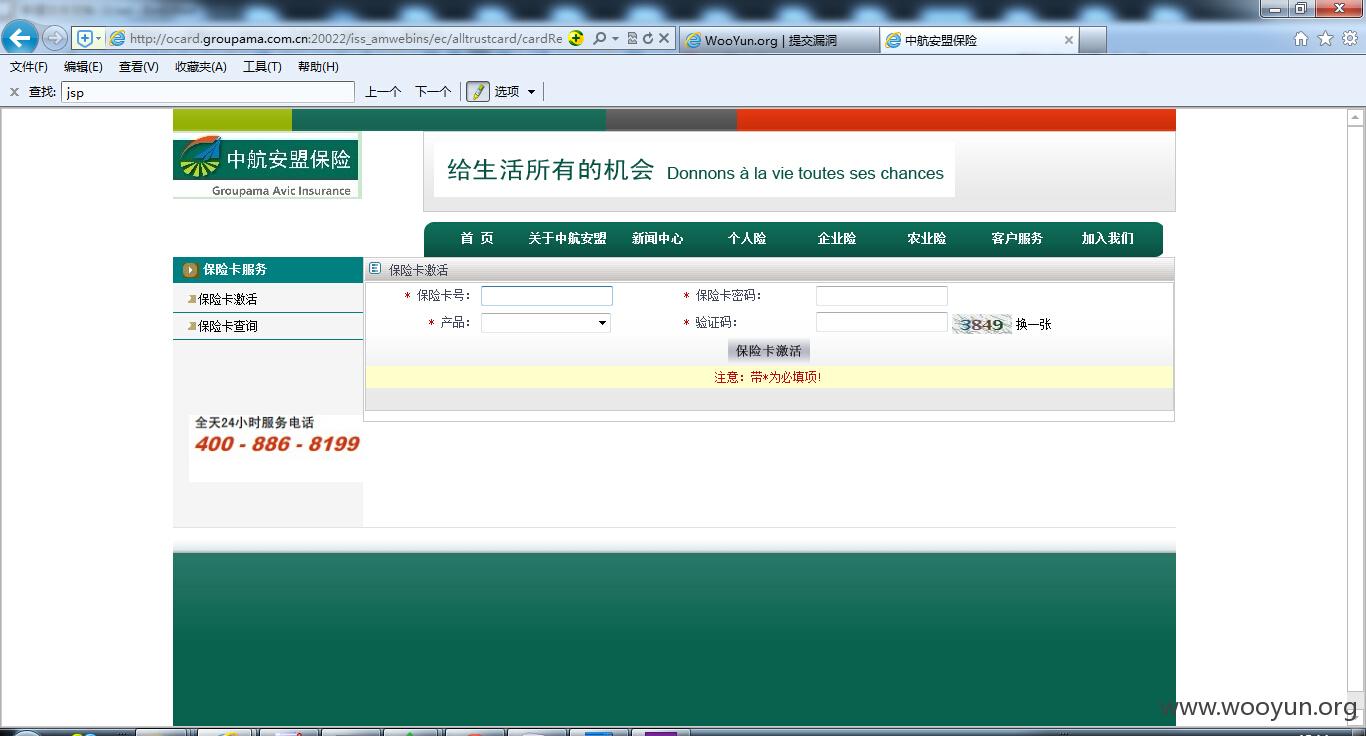 http://ocard.groupama.com.cn:20022/iss_amwebins/ec/alltrustcard/cardRe
WooYun.org | 提交漏洞
中航安盟保险
文件(F) 编辑(E) 查看(V) 收藏夹(A) 工具(T) 帮助(H)
查找: jsp 上一个 下一个 选项
中航安盟保险
Groupama Avic Insurance
给生活所有的机会 Donnons à la vie toutes ses chances
首 页 关于中航安盟 新闻中心 个人险 企业险 农业险 客户服务 加入我们
保险卡服务
保险卡激活
保险卡查询
保险卡激活
* 保险卡号: * 保险卡密码:
* 产品: * 验证码: 3849 换一张
保险卡激活
注意：带*为必填项!
全天24小时服务电话
400 - 886 - 8199
www.wooyun.org